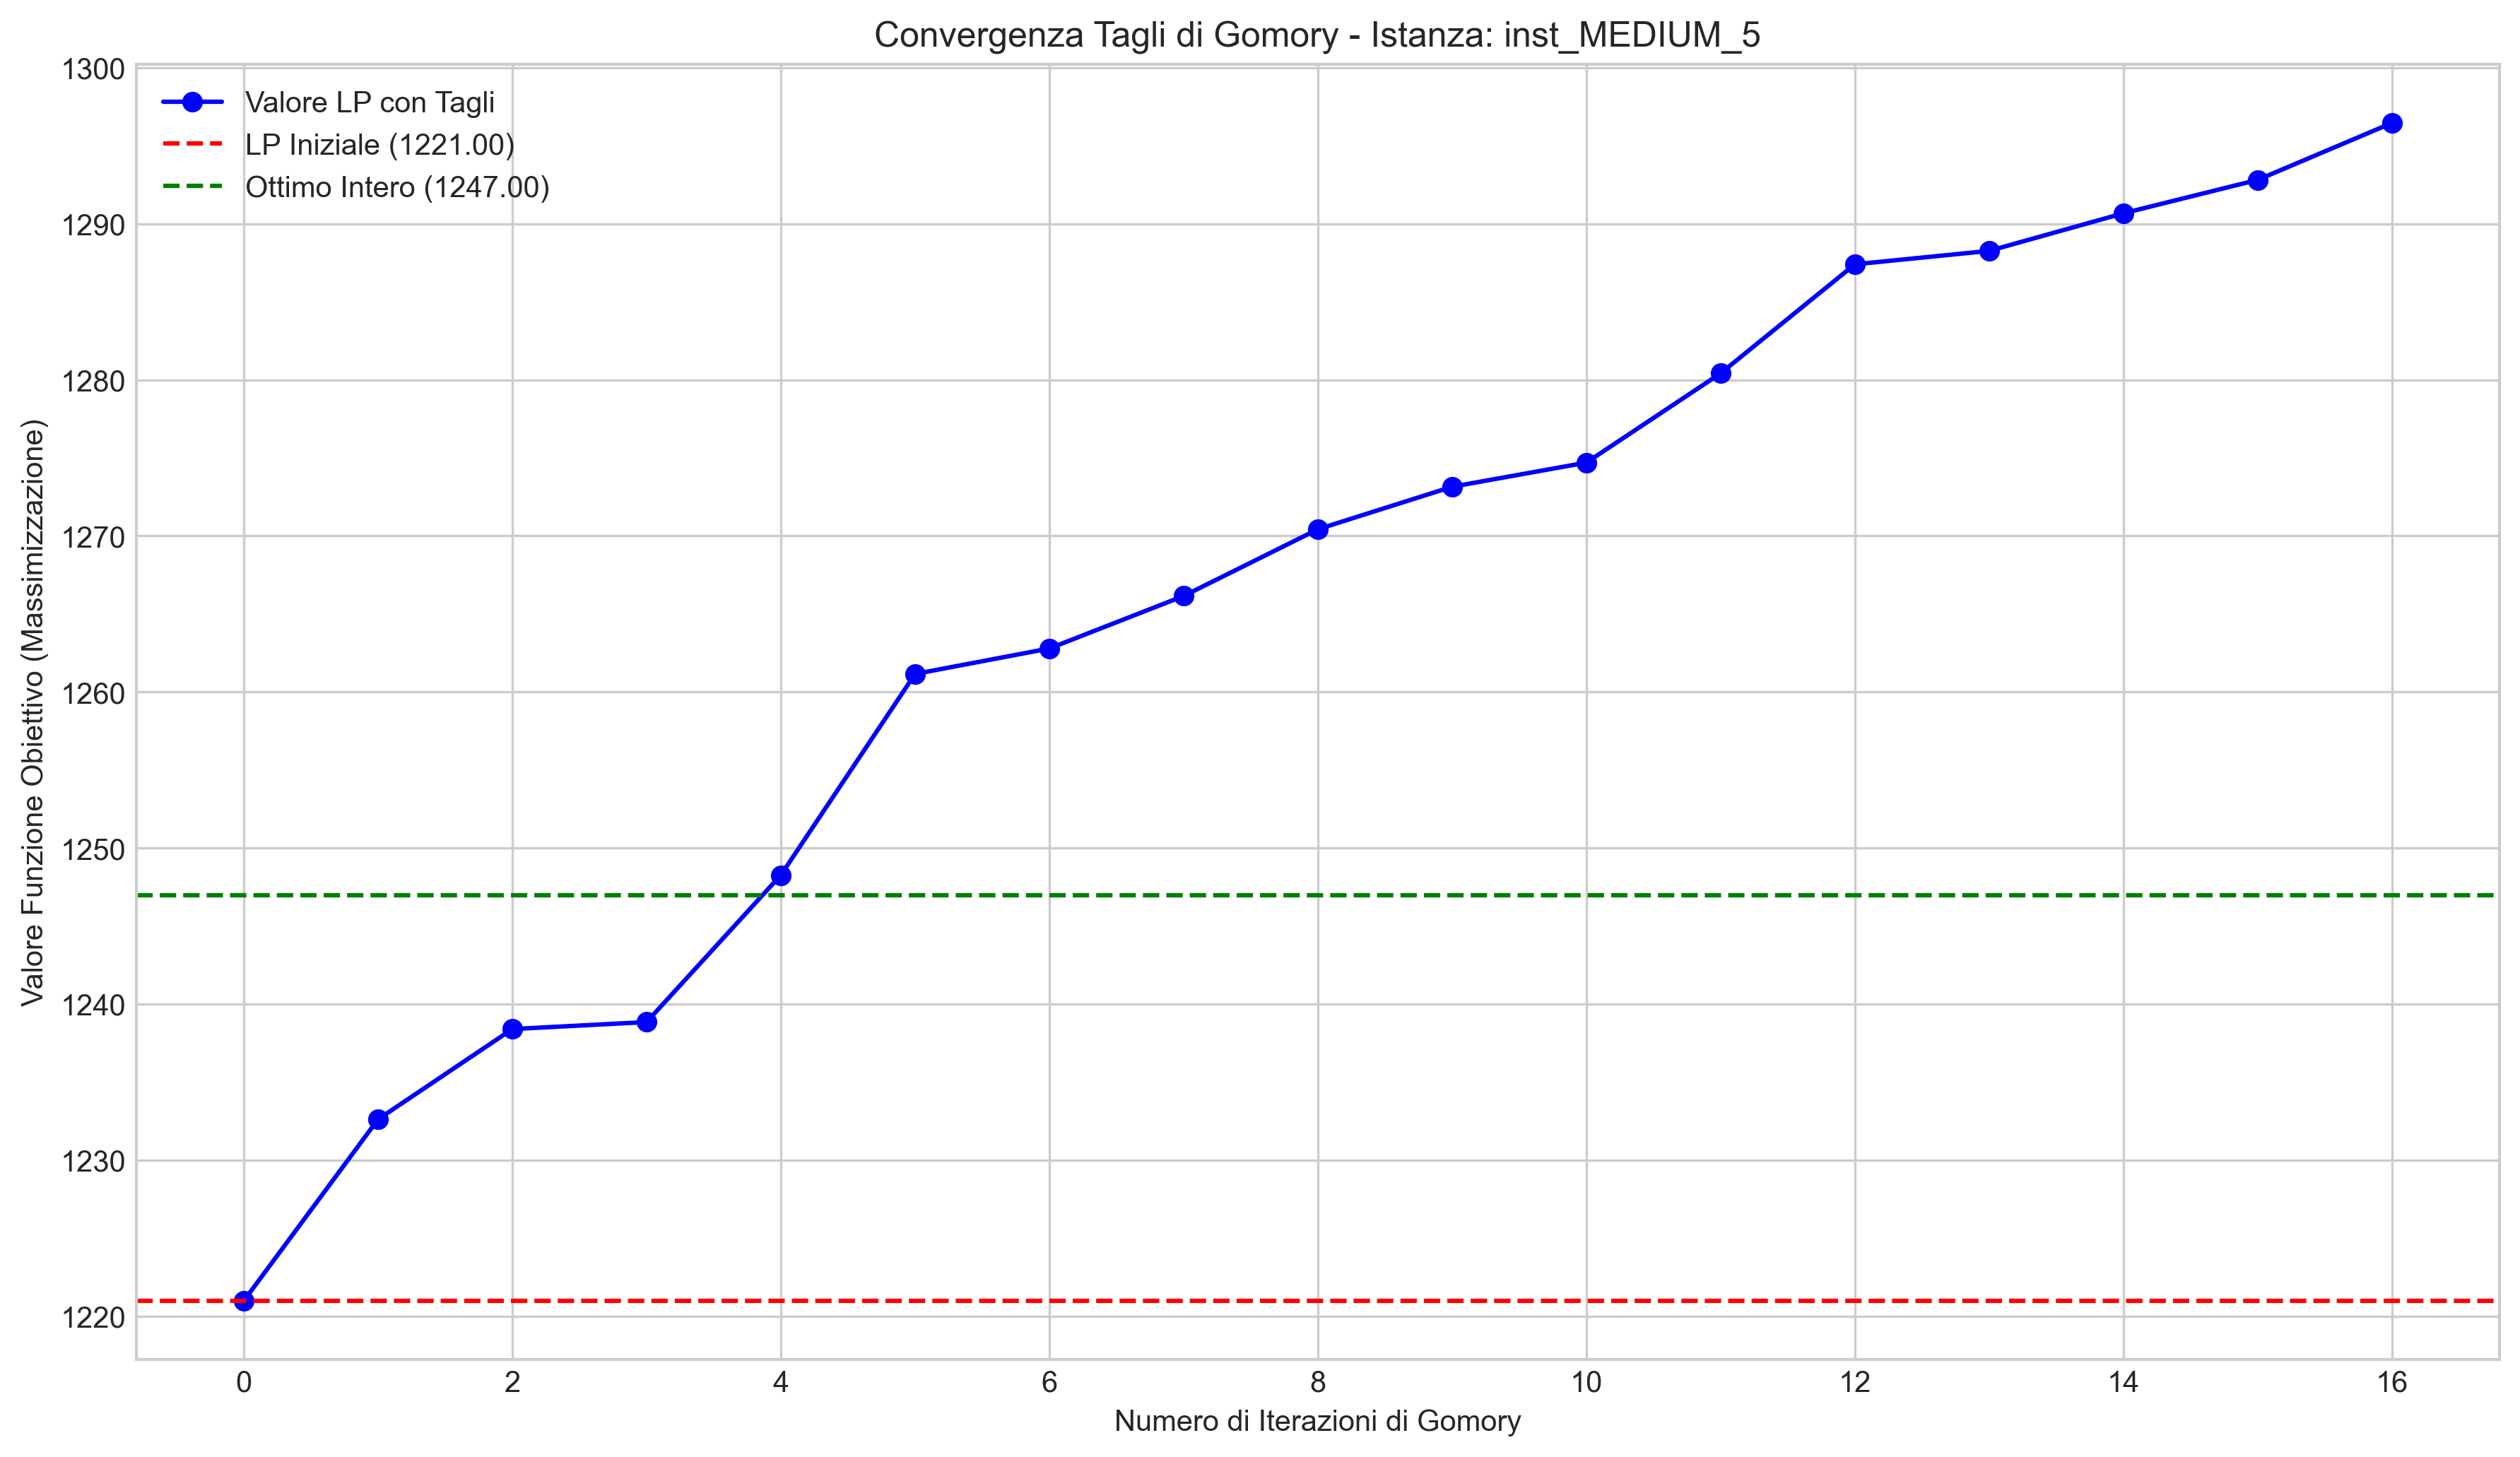 Convergenza Tagli di Gomory - Istanza: inst_MEDIUM_5
Valore LP con Tagli
LP Iniziale (1221.00)
Ottimo Intero (1247.00)
Valore Funzione Obiettivo (Massimizzazione)
1300
1290
1280
1270
1260
1250
1240
1230
1220
0 2 4 6 8 10 12 14 16
Numero di Iterazioni di Gomory